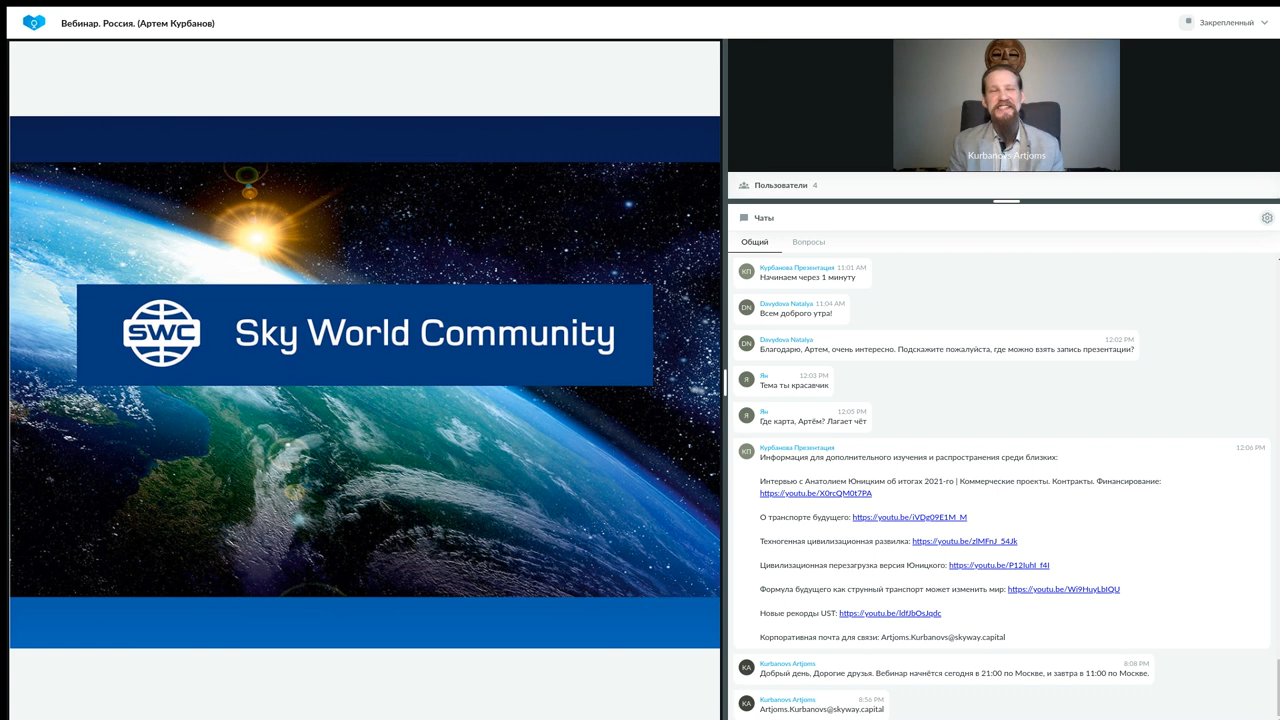 Вебинар. Россия. (Артем Курбанов)
Закрепленный
SWC
Sky World Community
Kurbanovs Artjoms
Пользователи 4
Чаты
Общий
Вопросы
КП
Курбанова Презентация 11:01 AM
Начинаем через 1 минуту
DN
Davydova Natalya 11:04 AM
Всем доброго утра!
DN
Davydova Natalya 12:02 PM
Благодарю, Артем, очень интересно. Подскажите пожалуйста, где можно взять запись презентации?
Я
Ян 12:03 PM
Тема ты красавчик
Я
Ян 12:05 PM
Где карта, Артём? Лагает чёт
КП
Курбанова Презентация 12:06 PM
Информация для дополнительного изучения и распространения среди близких:
Интервью с Анатолием Юницким об итогах 2021-го | Коммерческие проекты. Контракты. Финансирование:
https://youtu.be/X0rcQM0t7PA
О транспорте будущего: https://youtu.be/iVDg09E1M_M
Техногенная цивилизационная развилка: https://youtu.be/zlMFnJ_54Jk
Цивилизационная перезагрузка версия Юницкого: https://youtu.be/P12IuhI_f4I
Формула будущего как струнный транспорт может изменить мир: https://youtu.be/Wi9HuyLbIQU
Новые рекорды UST: https://youtu.be/ldfJbOsJqdc
Корпоративная почта для связи: Artjoms.Kurbanovs@skyway.capital
KA
Kurbanovs Artjoms 8:08 PM
Добрый день, Дорогие друзья. Вебинар начнётся сегодня в 21:00 по Москве, и завтра в 11:00 по Москве.
KA
Kurbanovs Artjoms 8:56 PM
Artjoms.Kurbanovs@skyway.capital